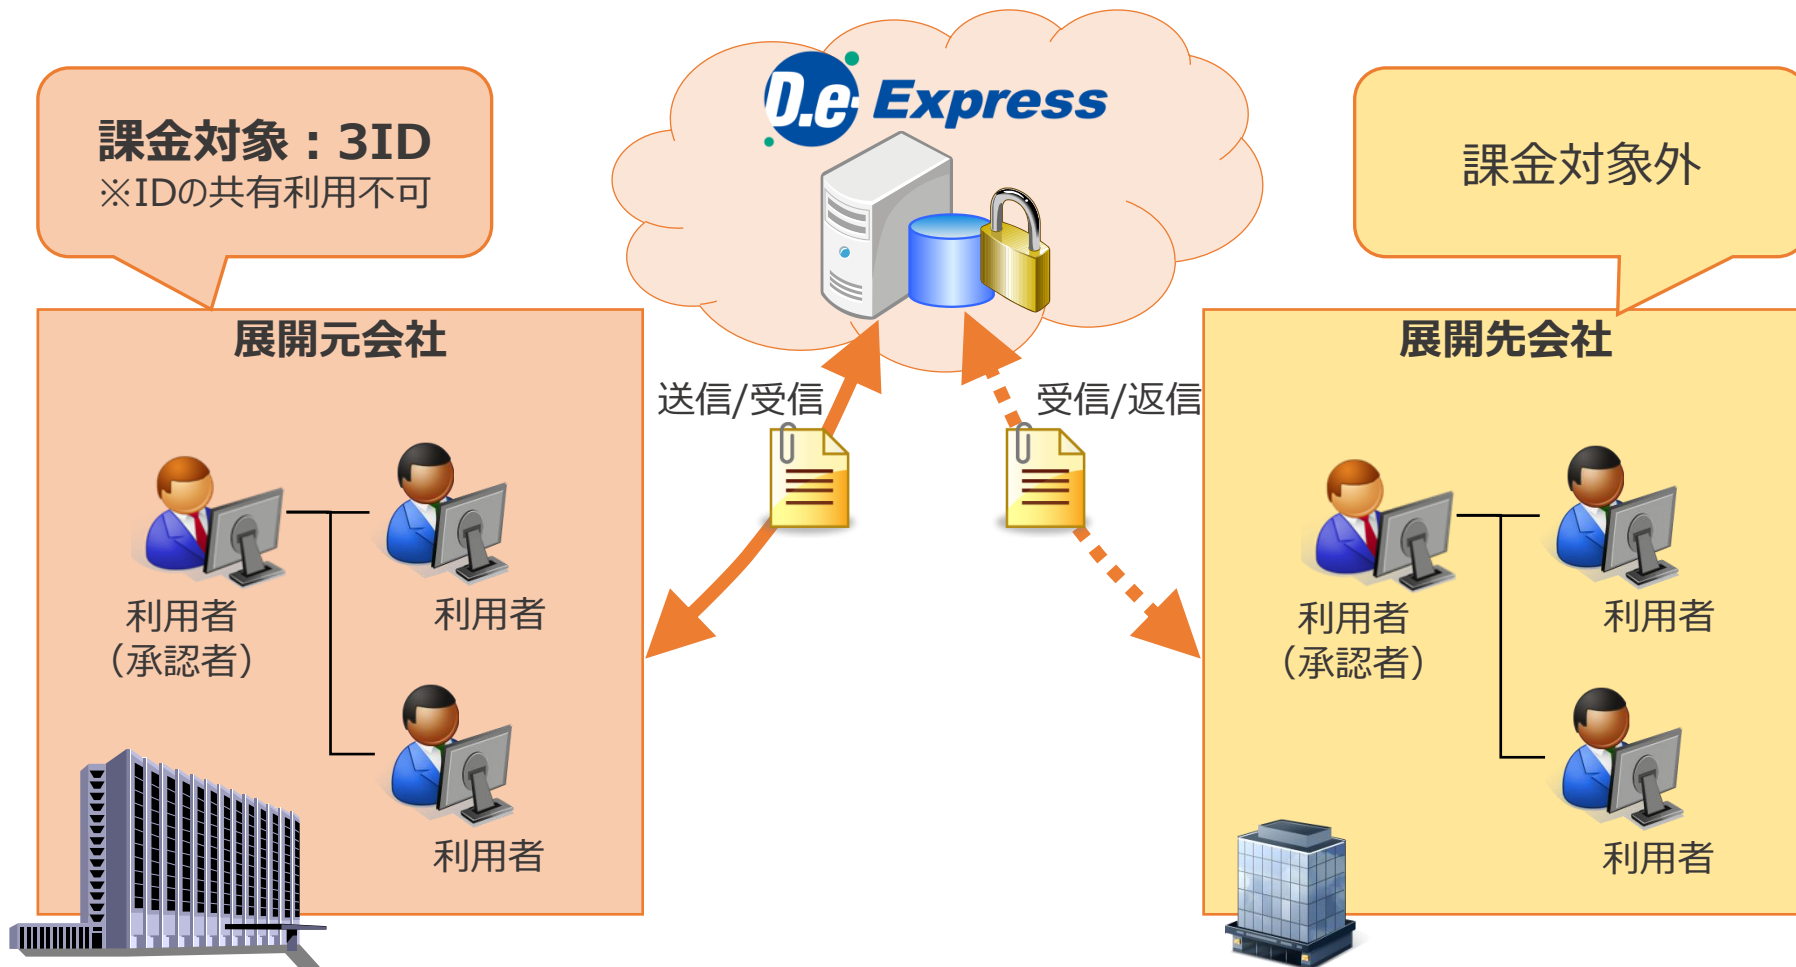 D.e Express
課金対象：3ID
※IDの共有利用不可
課金対象外
展開元会社
展開先会社
送信/受信
受信/返信
利用者
（承認者）
利用者
利用者
利用者
（承認者）
利用者
利用者